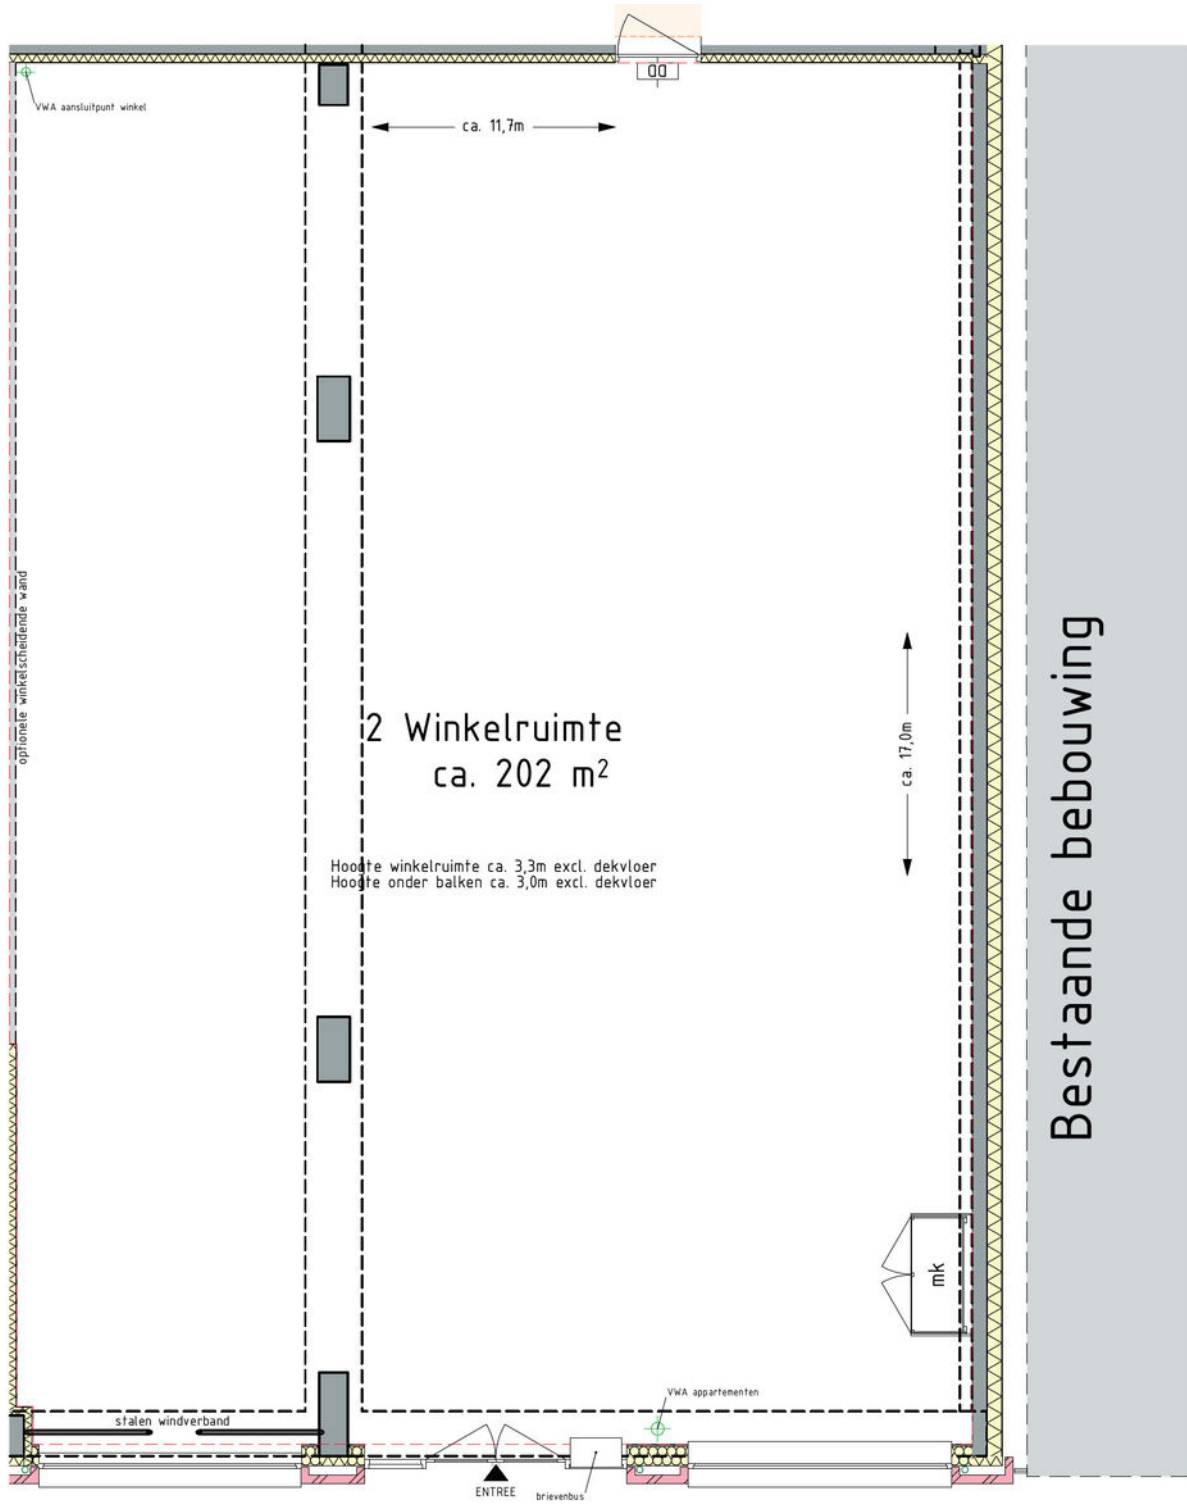 VWA aansluitpunt winkel
ca. 11,7m
optionele winkelscheidende wand
2 Winkelruimte
ca. 202 m²
ca. 17,0m
Hoogte winkelruimte ca. 3,3m excl. dekvloer
Hoogte onder balken ca. 3,0m excl. dekvloer
Bestaande bebouwing
mk
VWA appartementen
stalen windverband
ENTREE
brievenbus